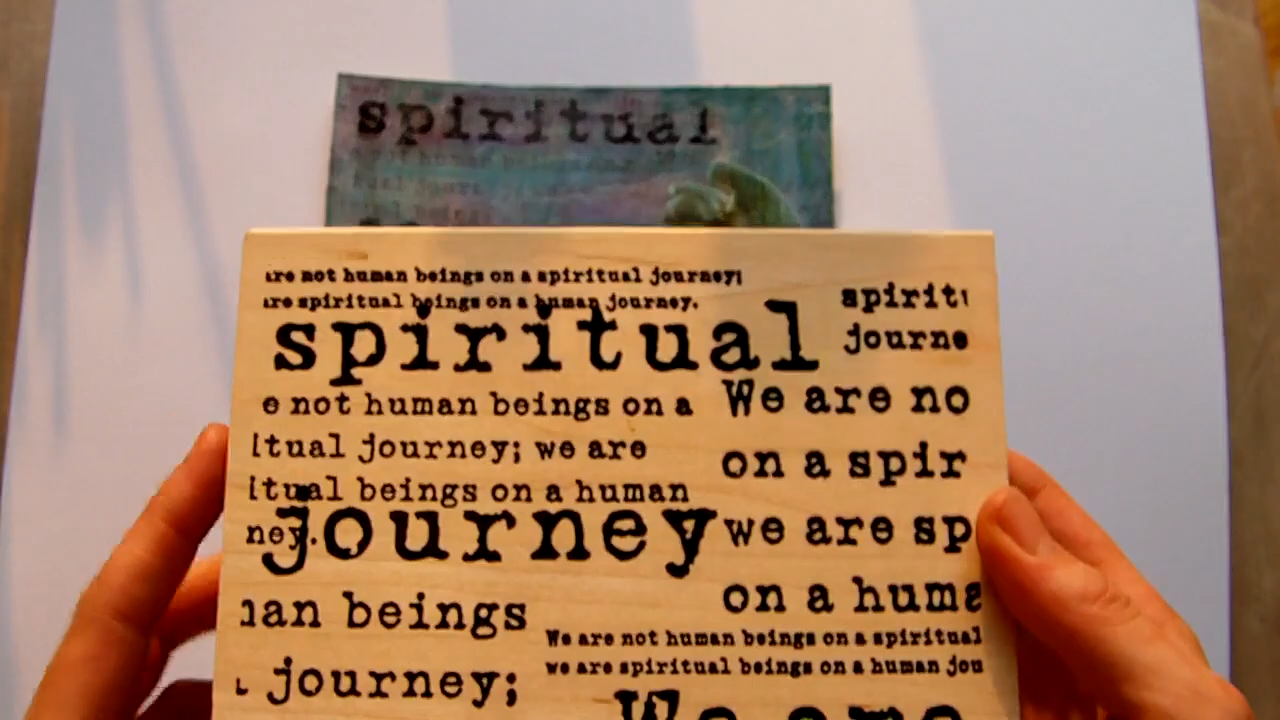 spiritual
are not human beings on a spiritual journey;
are spiritual beings on a human journey.
spiritual
e not human beings on a
itual journey; we are
itual beings on a human
ney.
journey
an beings
journey;
spirit
journe
We are no
on a spir
we are sp
on a huma
We are not human beings on a spiritual
we are spiritual beings on a human jou
We are